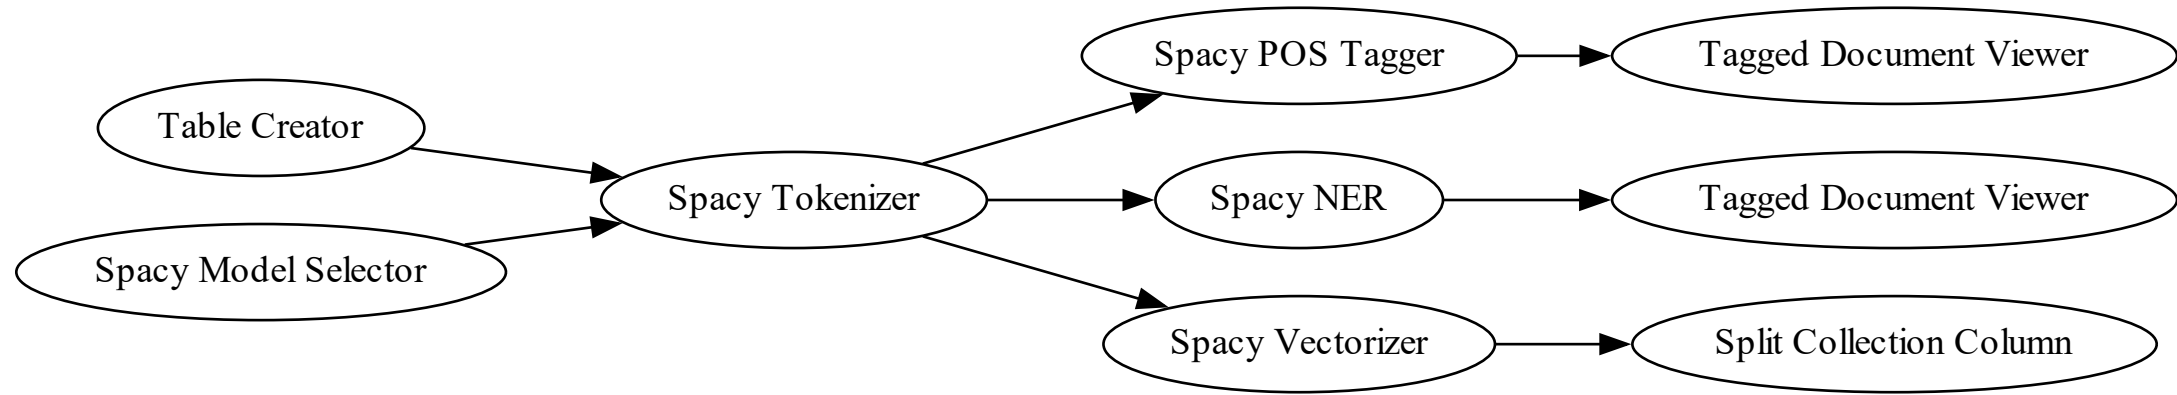 Table Creator
Spacy Model Selector
Spacy Tokenizer
Spacy POS Tagger
Spacy NER
Spacy Vectorizer
Tagged Document Viewer
Tagged Document Viewer
Split Collection Column